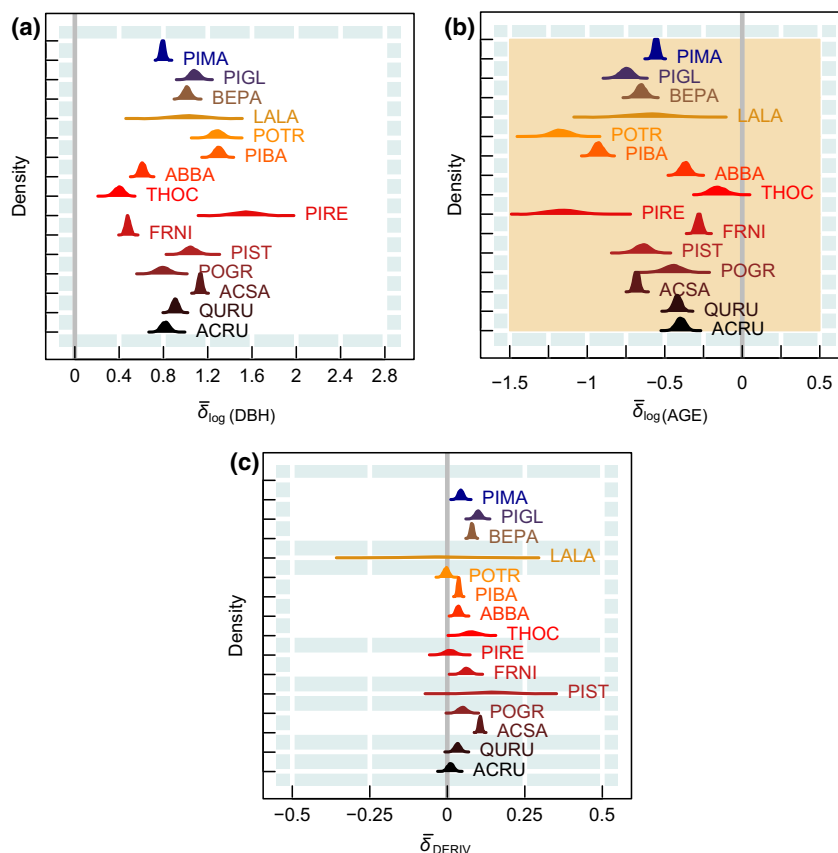 (a)
Density
PIMA
PIGL
BEPA
LALA
POTR
PIBA
ABBA
THOC
PIRE
FRNI
PIST
POGR
ACSA
QURU
ACRU
0 0.4 0.8 1.2 1.6 2 2.4 2.8
δ̄log(DBH)
(b)
Density
PIMA
PIGL
BEPA
LALA
POTR
PIBA
ABBA
THOC
PIRE
FRNI
PIST
POGR
ACSA
QURU
ACRU
−1.5 −1 −0.5 0 0.5
δ̄log(AGE)
(c)
Density
PIMA
PIGL
BEPA
LALA
POTR
PIBA
ABBA
THOC
PIRE
FRNI
PIST
POGR
ACSA
QURU
ACRU
−0.5 −0.25 0 0.25 0.5
δ̄DERIV